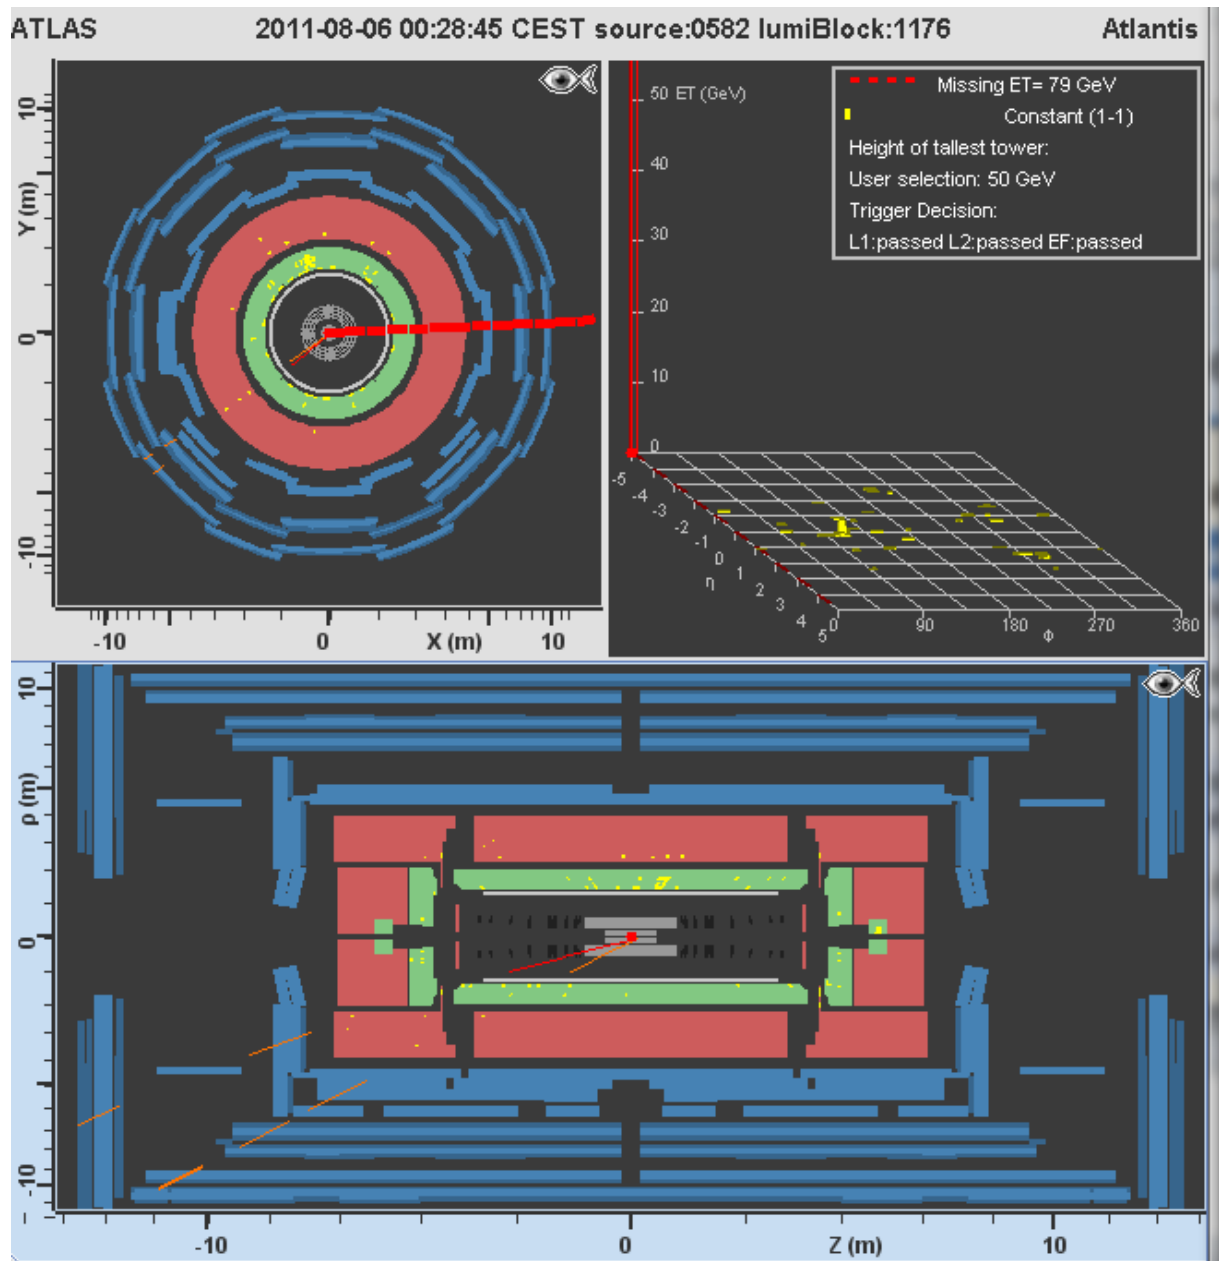 ATLAS 2011-08-06 00:28:45 CEST source:0582 lumiBlock:1176 Atlantis
10
Y (m)
0
-10
-10 0 X (m) 10
50 ET (GeV)
40
30
20
10
0
Missing ET= 79 GeV
Constant (1-1)
Height of tallest tower:
User selection: 50 GeV
Trigger Decision:
L1:passed L2:passed EF:passed
-5
-4
-3
-2
-1
0
1
2
3
4
5
η
0 90 180 Φ 270 360
10
ρ (m)
0
-10
-10 0 Z (m) 10